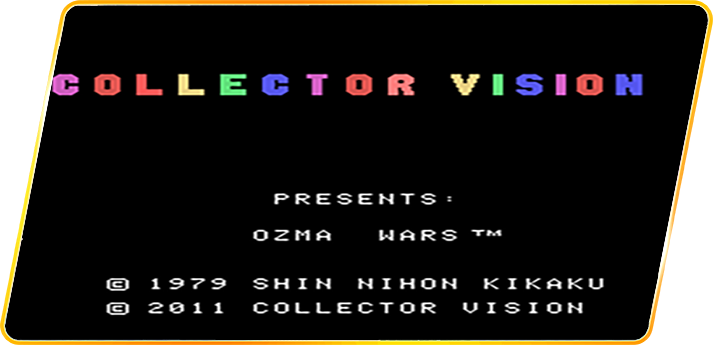 COLLECTOR VISION
PRESENTS:
OZMA WARS™
© 1979 SHIN NIHON KIKAKU
© 2011 COLLECTOR VISION